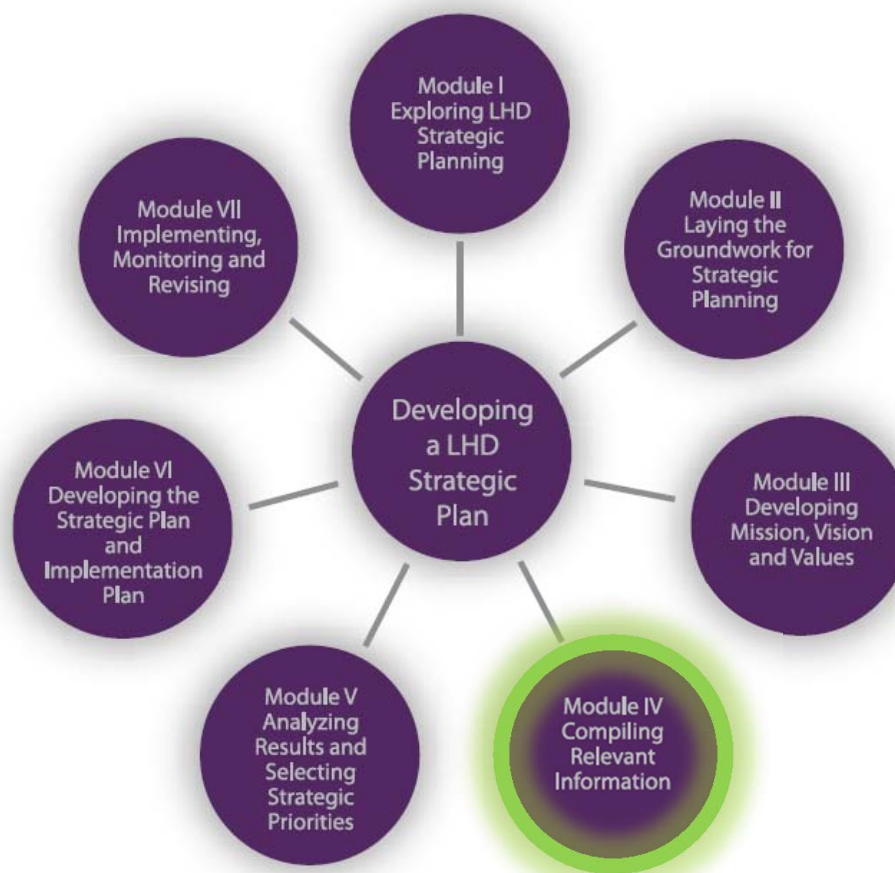 Module I
Exploring LHD
Strategic
Planning
Module II
Laying the
Groundwork for
Strategic
Planning
Module III
Developing
Mission, Vision
and Values
Module IV
Compiling
Relevant
Information
Module V
Analyzing
Results and
Selecting
Strategic
Priorities
Module VI
Developing the
Strategic Plan
and
Implementation
Plan
Module VII
Implementing,
Monitoring and
Revising
Developing
a LHD
Strategic
Plan